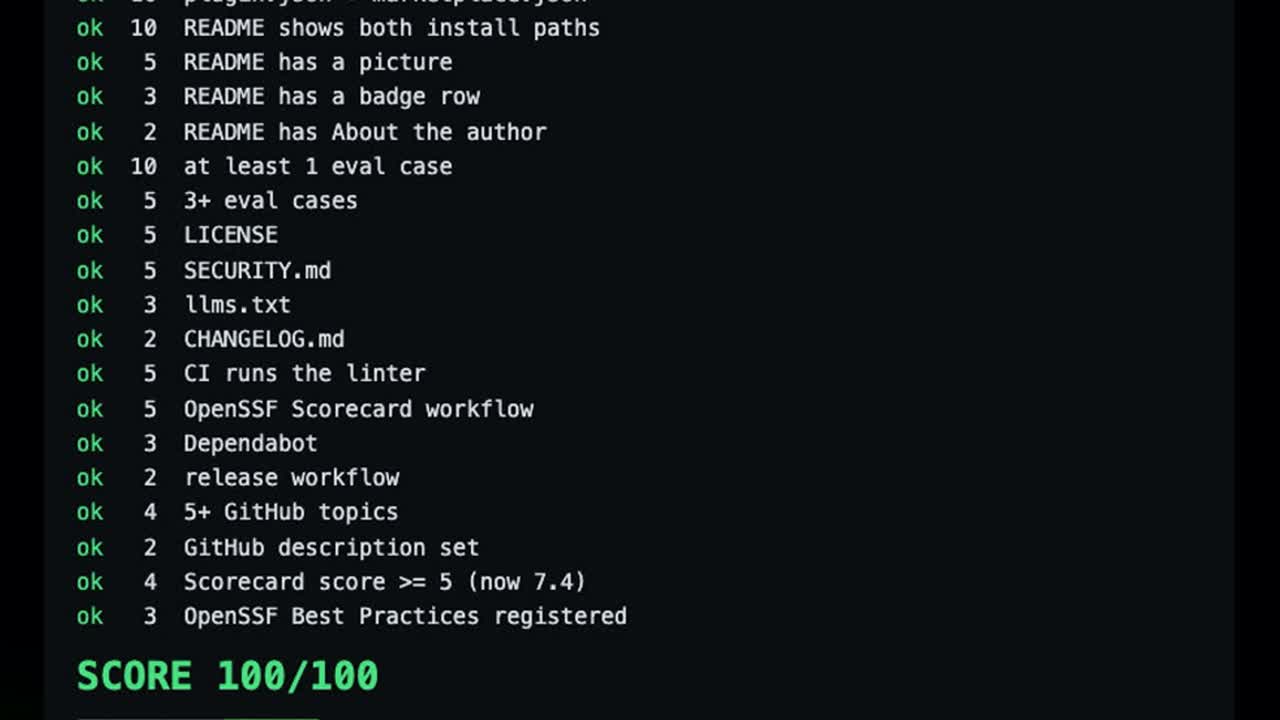 ok 10 README shows both install paths
ok 5 README has a picture
ok 3 README has a badge row
ok 2 README has About the author
ok 10 at least 1 eval case
ok 5 3+ eval cases
ok 5 LICENSE
ok 5 SECURITY.md
ok 3 llms.txt
ok 2 CHANGELOG.md
ok 5 CI runs the linter
ok 5 OpenSSF Scorecard workflow
ok 3 Dependabot
ok 2 release workflow
ok 4 5+ GitHub topics
ok 2 GitHub description set
ok 4 Scorecard score >= 5 (now 7.4)
ok 3 OpenSSF Best Practices registered
SCORE 100/100